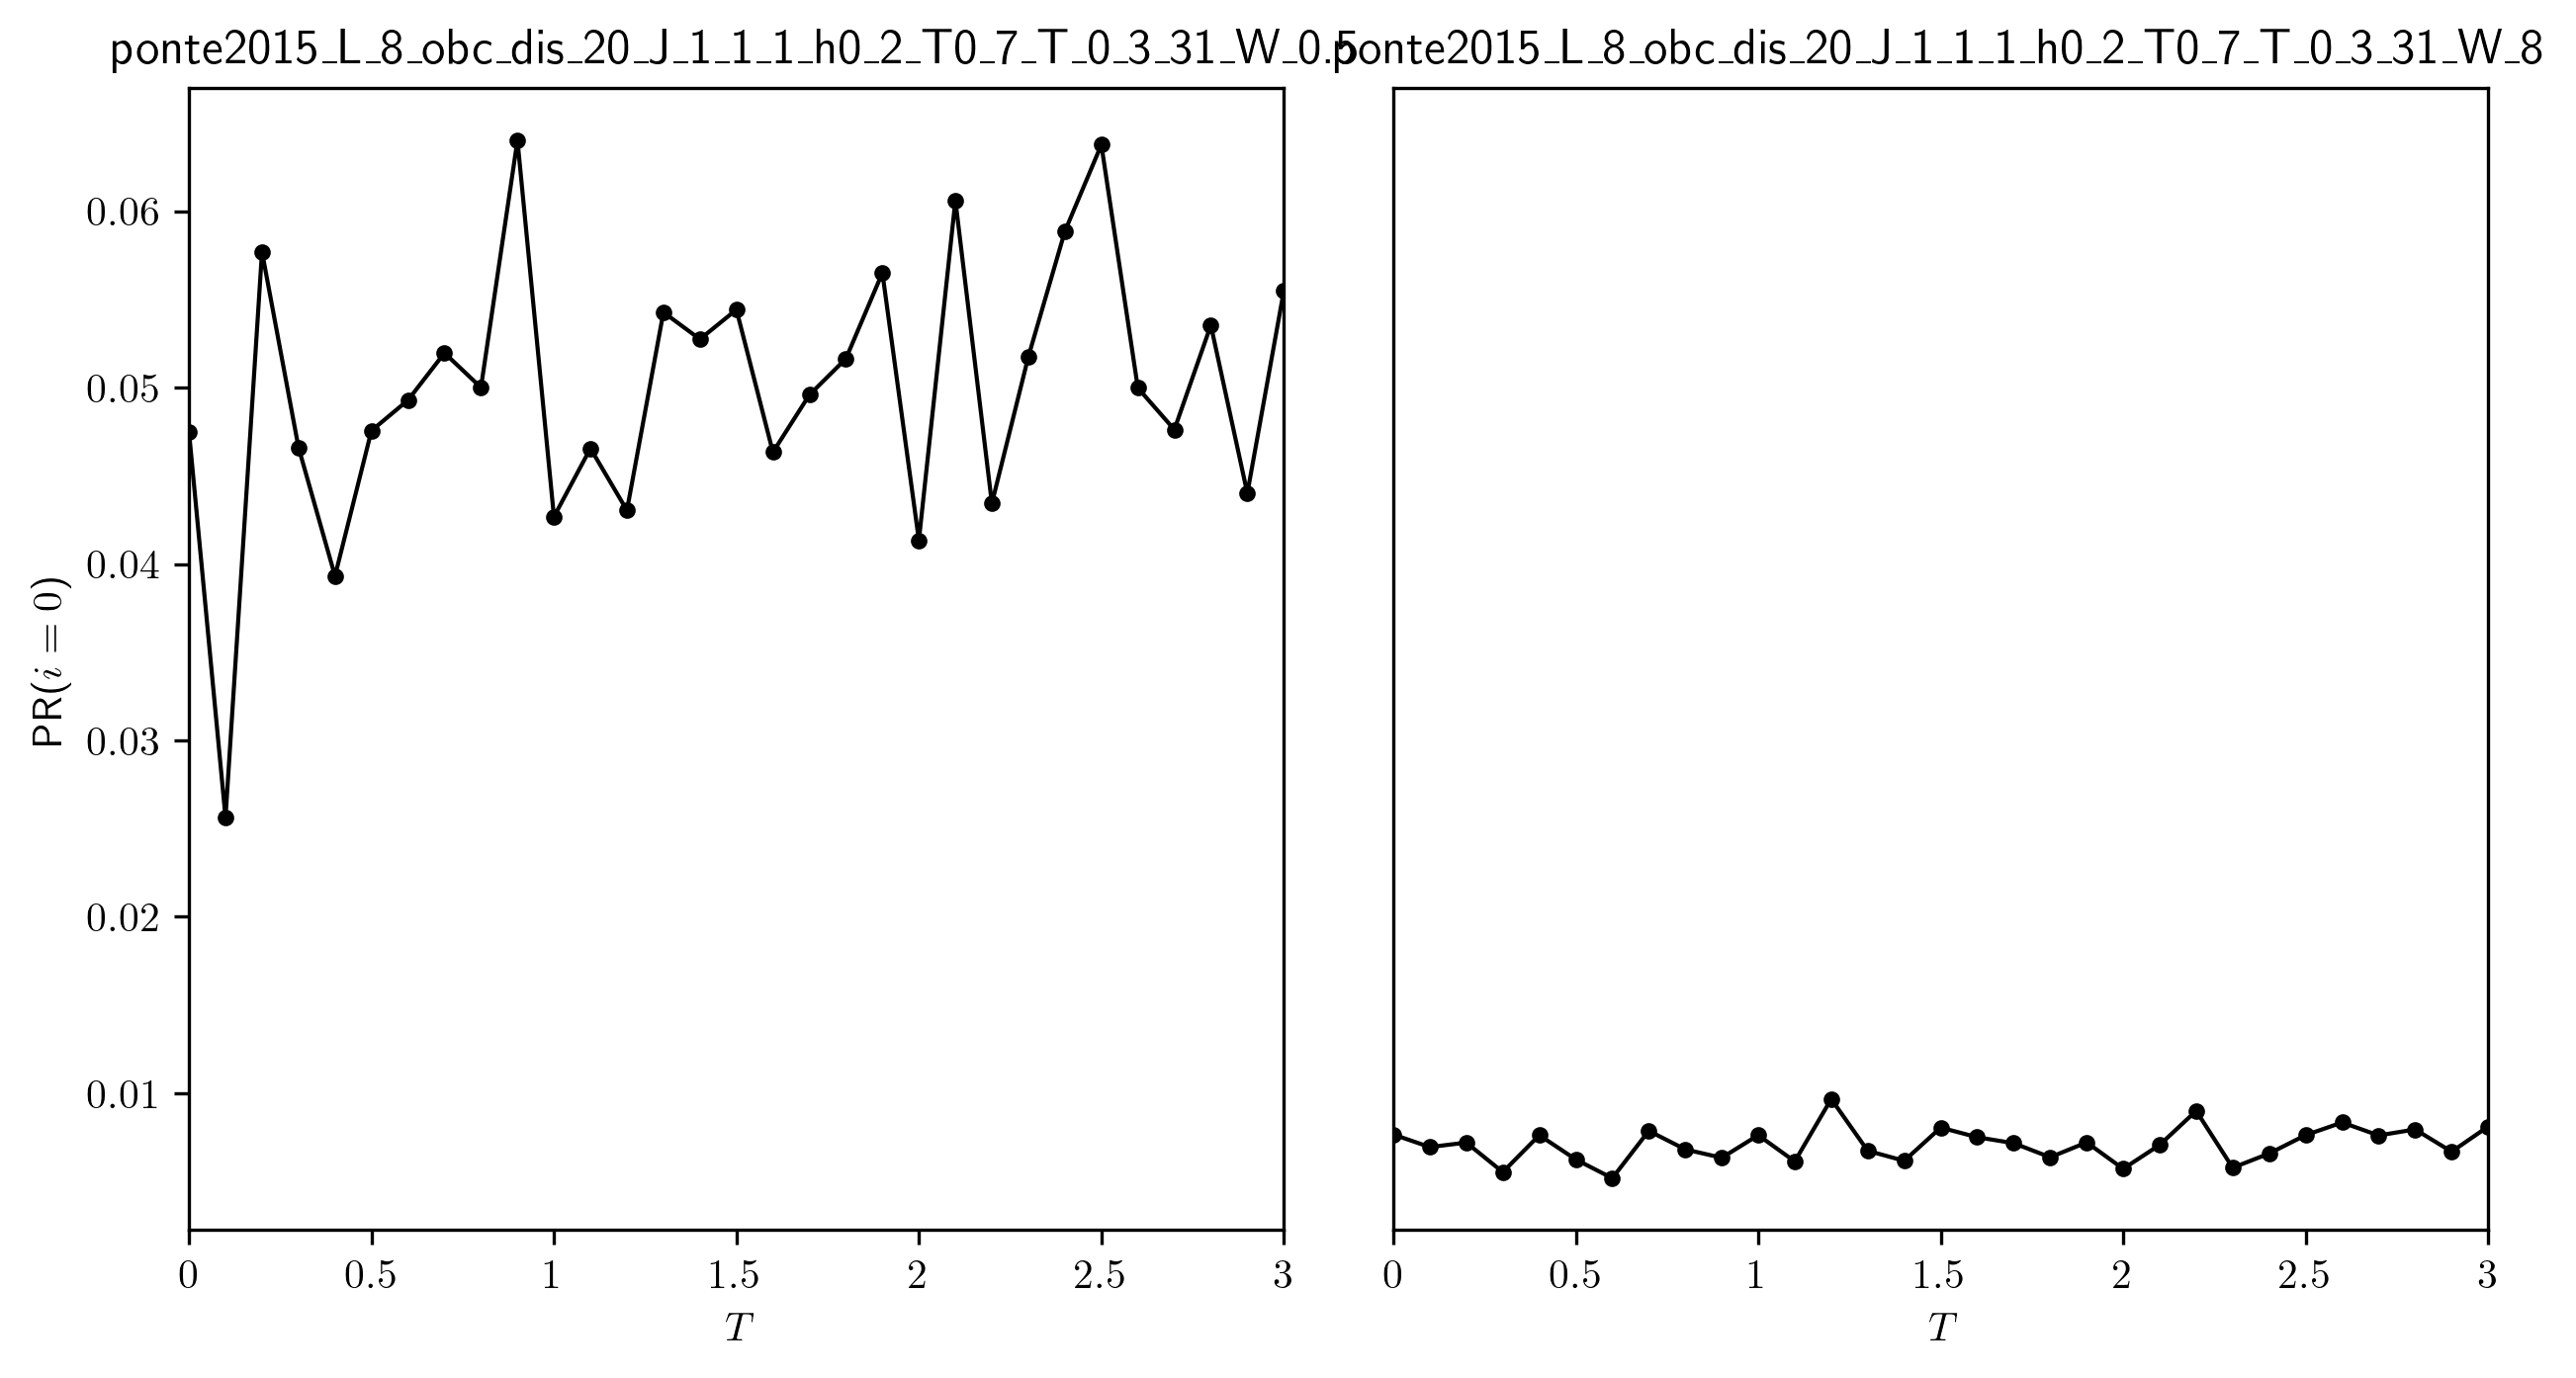 ponte2015_L_8_obc_dis_20_J_1_1_1_h0_2_T0_7_T_0_3_31_W_0.5
ponte2015_L_8_obc_dis_20_J_1_1_1_h0_2_T0_7_T_0_3_31_W_8
PR(i = 0)
0.06
0.05
0.04
0.03
0.02
0.01
0 0.5 1 1.5 2 2.5 3
T
0 0.5 1 1.5 2 2.5 3
T